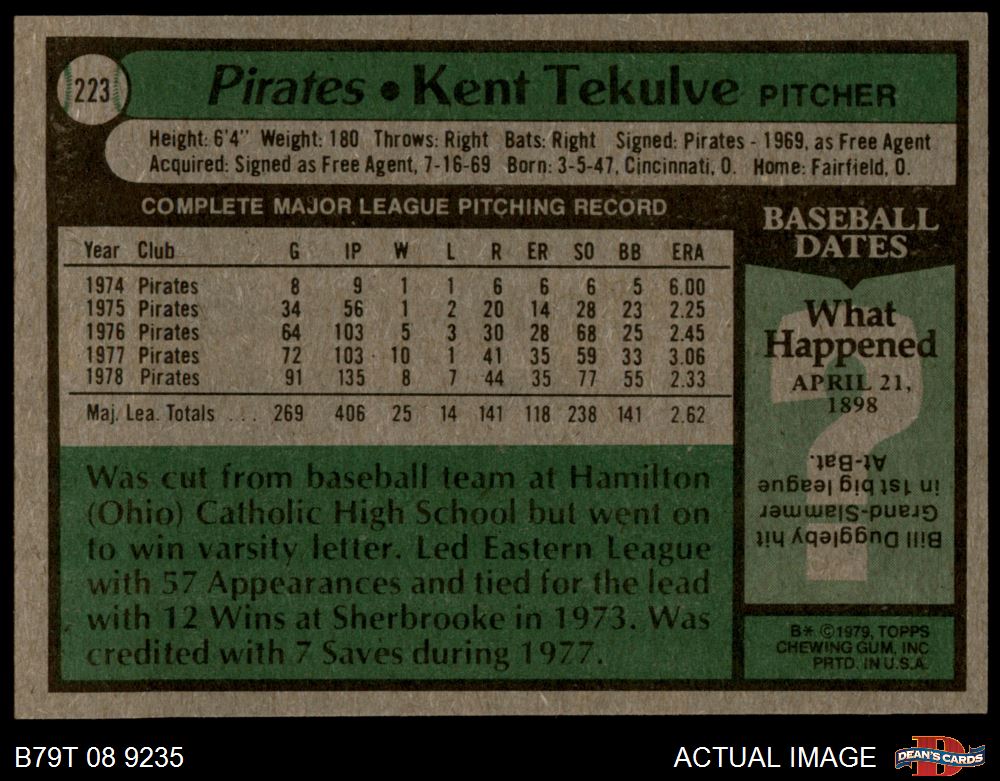 223
Pirates • Kent Tekulve PITCHER
Height: 6'4" Weight: 180 Throws: Right Bats: Right Signed: Pirates - 1969, as Free Agent
Acquired: Signed as Free Agent, 7-16-69 Born: 3-5-47, Cincinnati, O. Home: Fairfield, O.
COMPLETE MAJOR LEAGUE PITCHING RECORD
Year Club G IP W L R ER SO BB ERA
1974 Pirates 8 9 1 1 6 6 6 5 6.00
1975 Pirates 34 56 1 2 20 14 28 23 2.25
1976 Pirates 64 103 5 3 30 28 68 25 2.45
1977 Pirates 72 103 10 1 41 35 59 33 3.06
1978 Pirates 91 135 8 7 44 35 77 55 2.33
Maj. Lea. Totals ... 269 406 25 14 141 118 238 141 2.62
Was cut from baseball team at Hamilton
(Ohio) Catholic High School but went on
to win varsity letter. Led Eastern League
with 57 Appearances and tied for the lead
with 12 Wins at Sherbrooke in 1973. Was
credited with 7 Saves during 1977.
BASEBALL
DATES
What
Happened
APRIL 21,
1898
?
Bill Duggleby hit
Grand-Slammer
in 1st big league
At-Bat.
B* ©1979, TOPPS
CHEWING GUM, INC
PRTD. IN U.S.A.
B79T 08 9235
ACTUAL IMAGE
D
DEAN'S CARDS